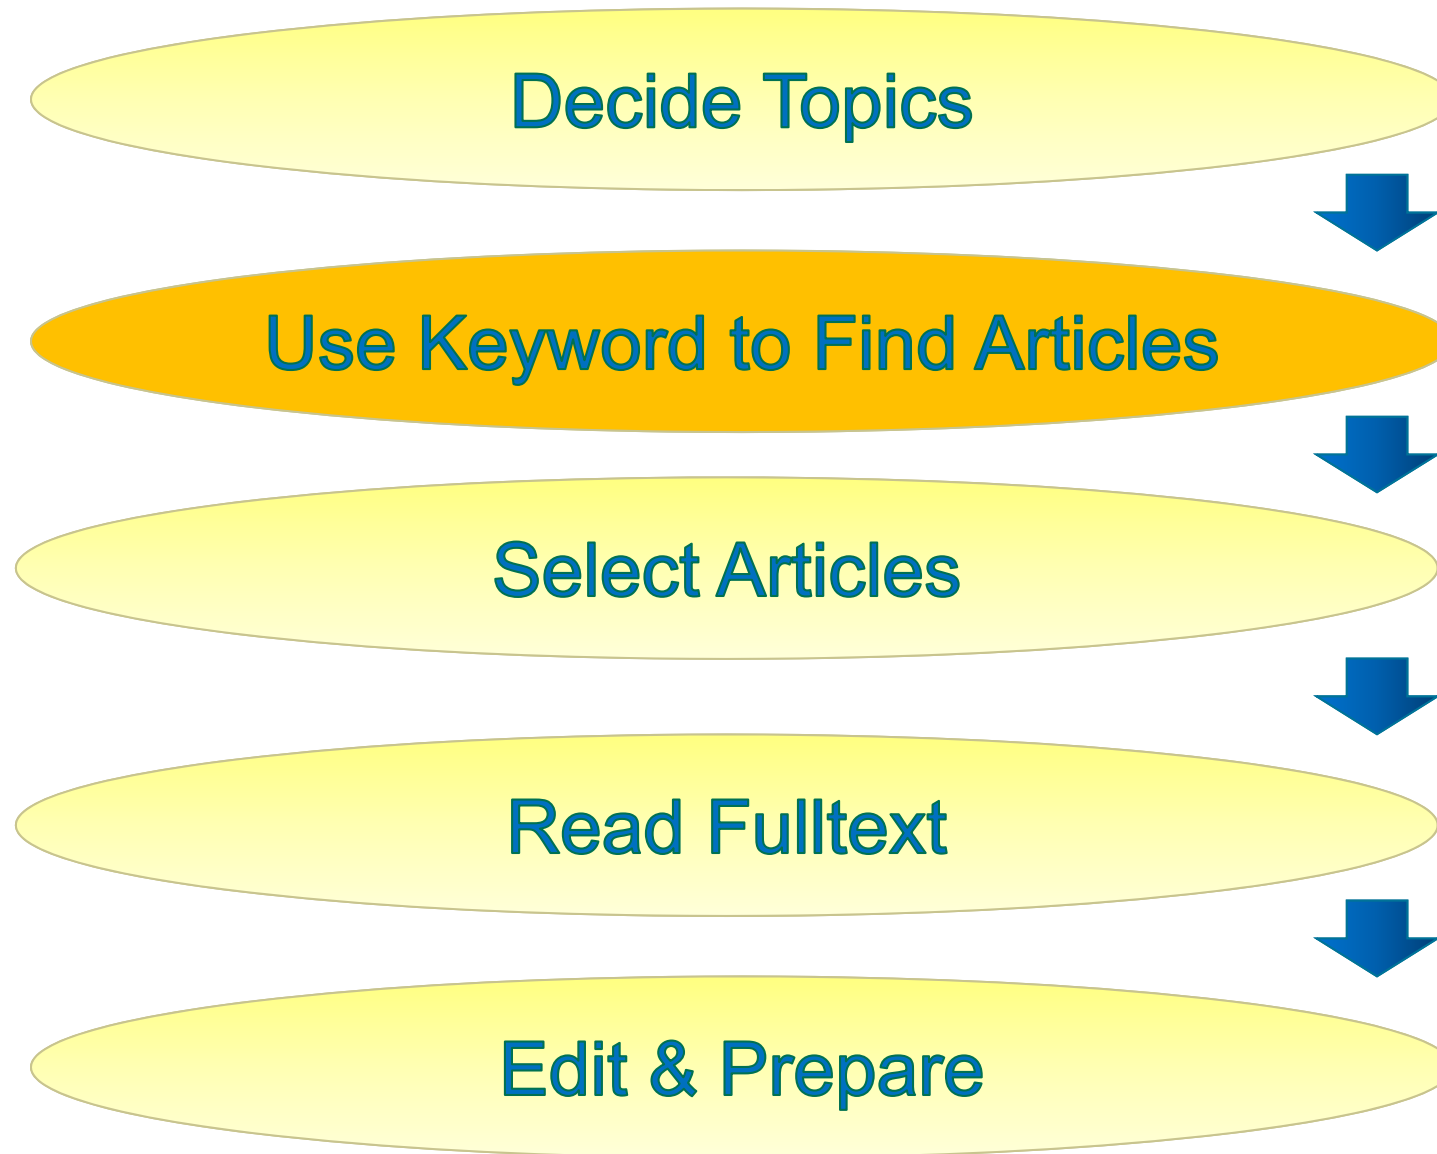 Decide Topics
Use Keyword to Find Articles
Select Articles
Read Fulltext
Edit & Prepare